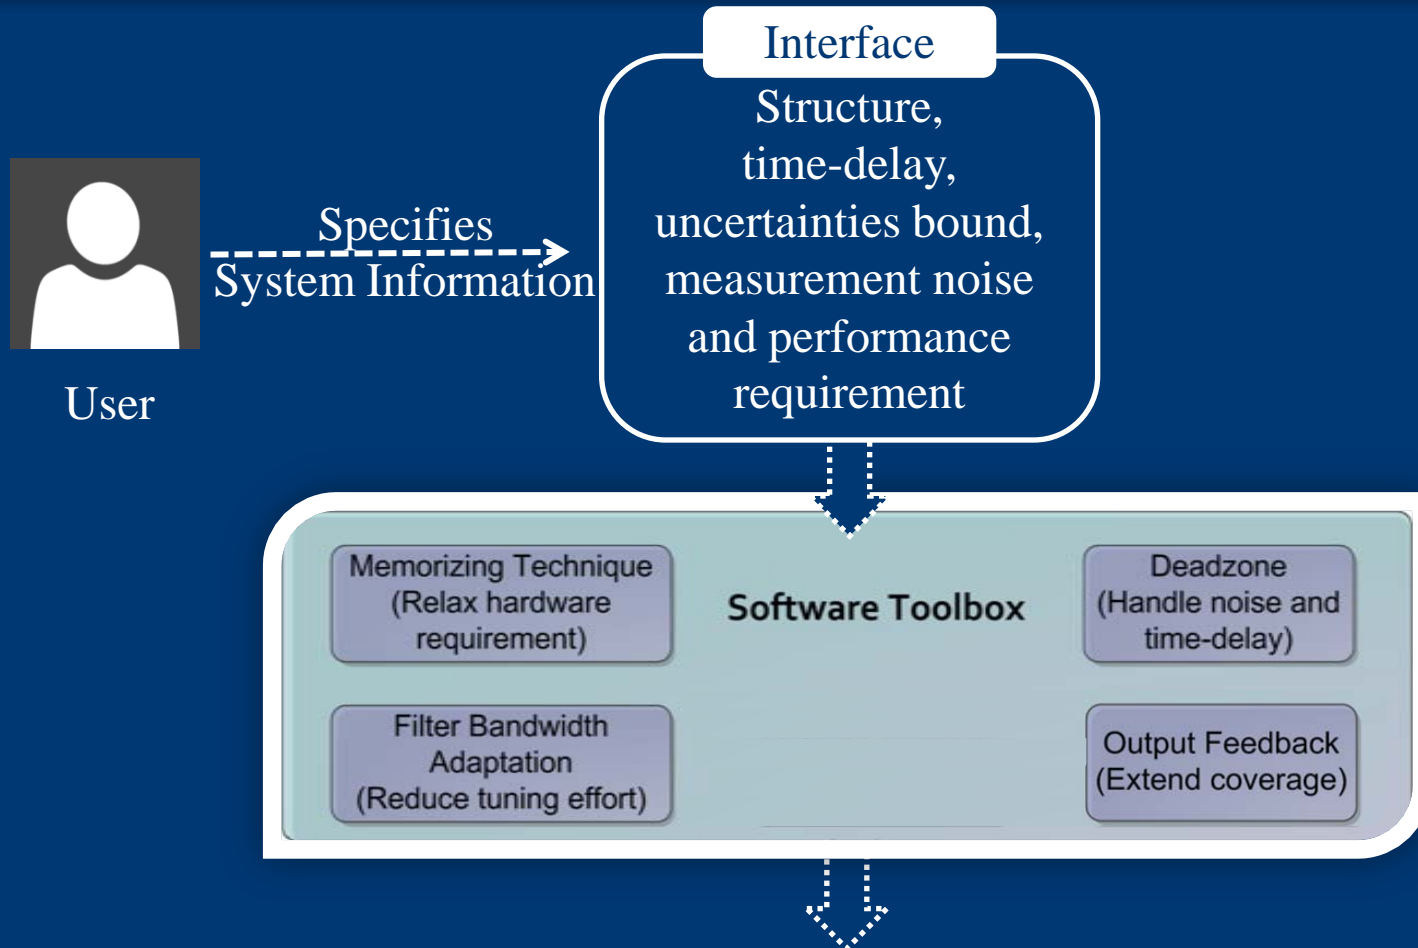 Interface
Structure,
time-delay,
uncertainties bound,
measurement noise
and performance
requirement
Specifies
System Information
User
Memorizing Technique
(Relax hardware
requirement)
Software Toolbox
Deadzone
(Handle noise and
time-delay)
Filter Bandwidth
Adaptation
(Reduce tuning effort)
Output Feedback
(Extend coverage)